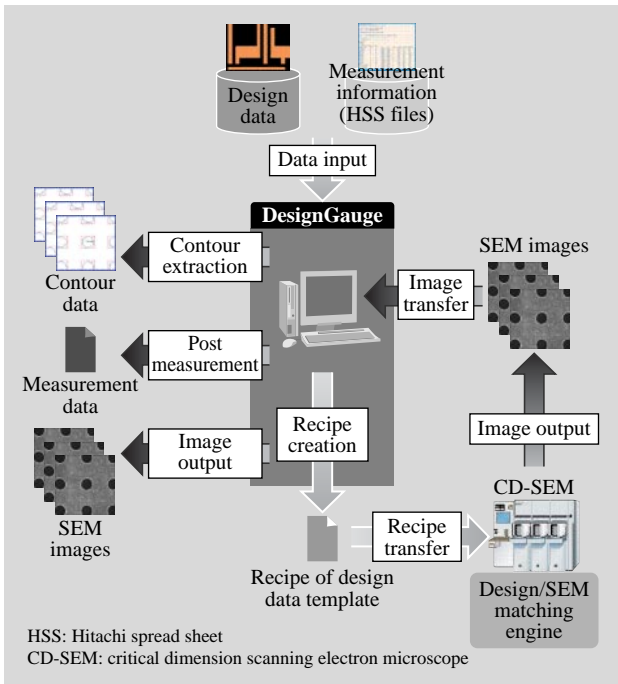 Design
data
Measurement
information
(HSS files)
Data input
DesignGauge
Contour
extraction
Contour
data
SEM images
Image
transfer
Post
measurement
Measurement
data
Recipe
creation
Image
output
SEM
images
Image output
CD-SEM
Recipe
transfer
Recipe of design
data template
Design/SEM
matching
engine
HSS: Hitachi spread sheet
CD-SEM: critical dimension scanning electron microscope